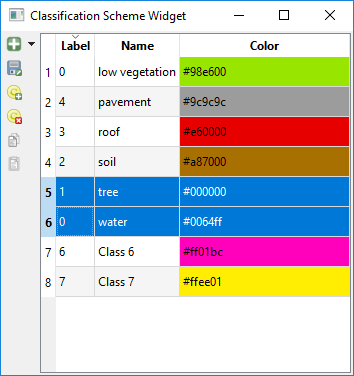 Classification Scheme Widget
Label Name Color
1 0 low vegetation #98e600
2 4 pavement #9c9c9c
3 3 roof #e60000
4 2 soil #a87000
5 1 tree #000000
6 0 water #0064ff
7 6 Class 6 #ff01bc
8 7 Class 7 #ffee01